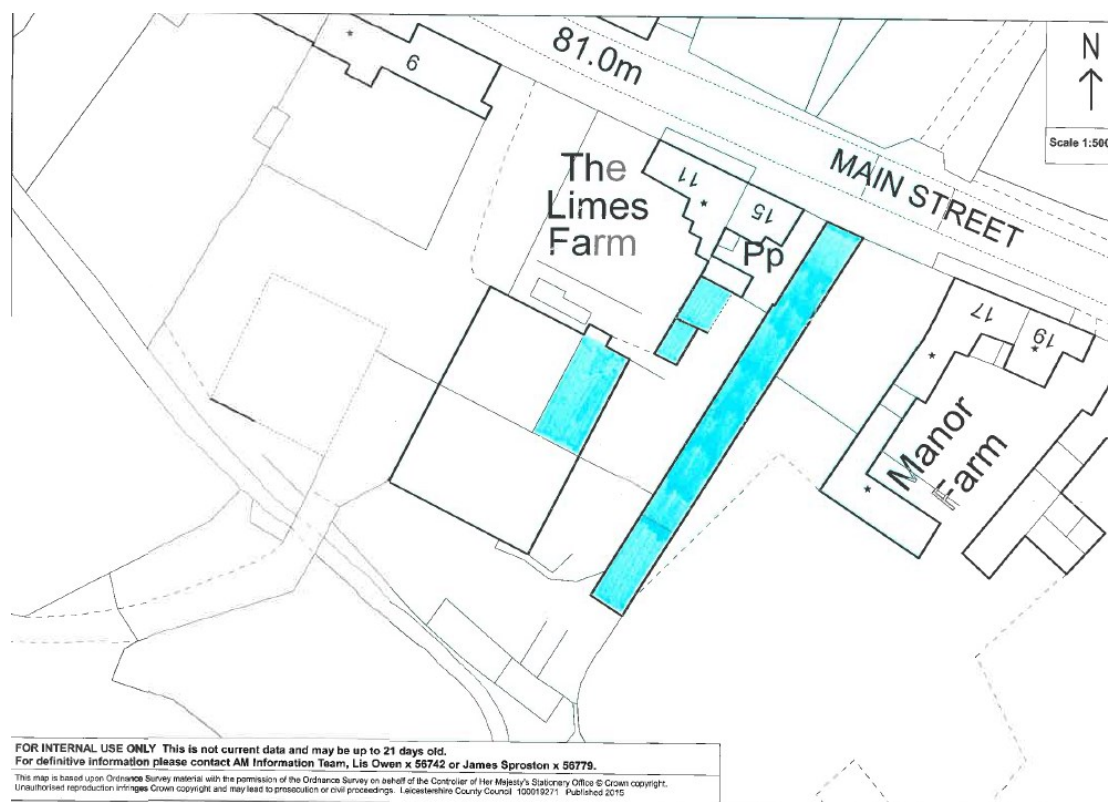 N
81.0m
Scale 1:500
9
MAIN STREET
The
Limes
Farm
11
15
Pp
17
19
Manor
Farm
FOR INTERNAL USE ONLY This is not current data and may be up to 21 days old.
For definitive information please contact AM Information Team, Lis Owen x 56742 or James Sproston x 56779.
This map is based upon Ordnance Survey material with the permission of the Ordnance Survey on behalf of the Controller of Her Majesty's Stationery Office © Crown copyright.
Unauthorised reproduction infringes Crown copyright and may lead to prosecution or civil proceedings. Leicestershire County Council 100019271 Published 2015